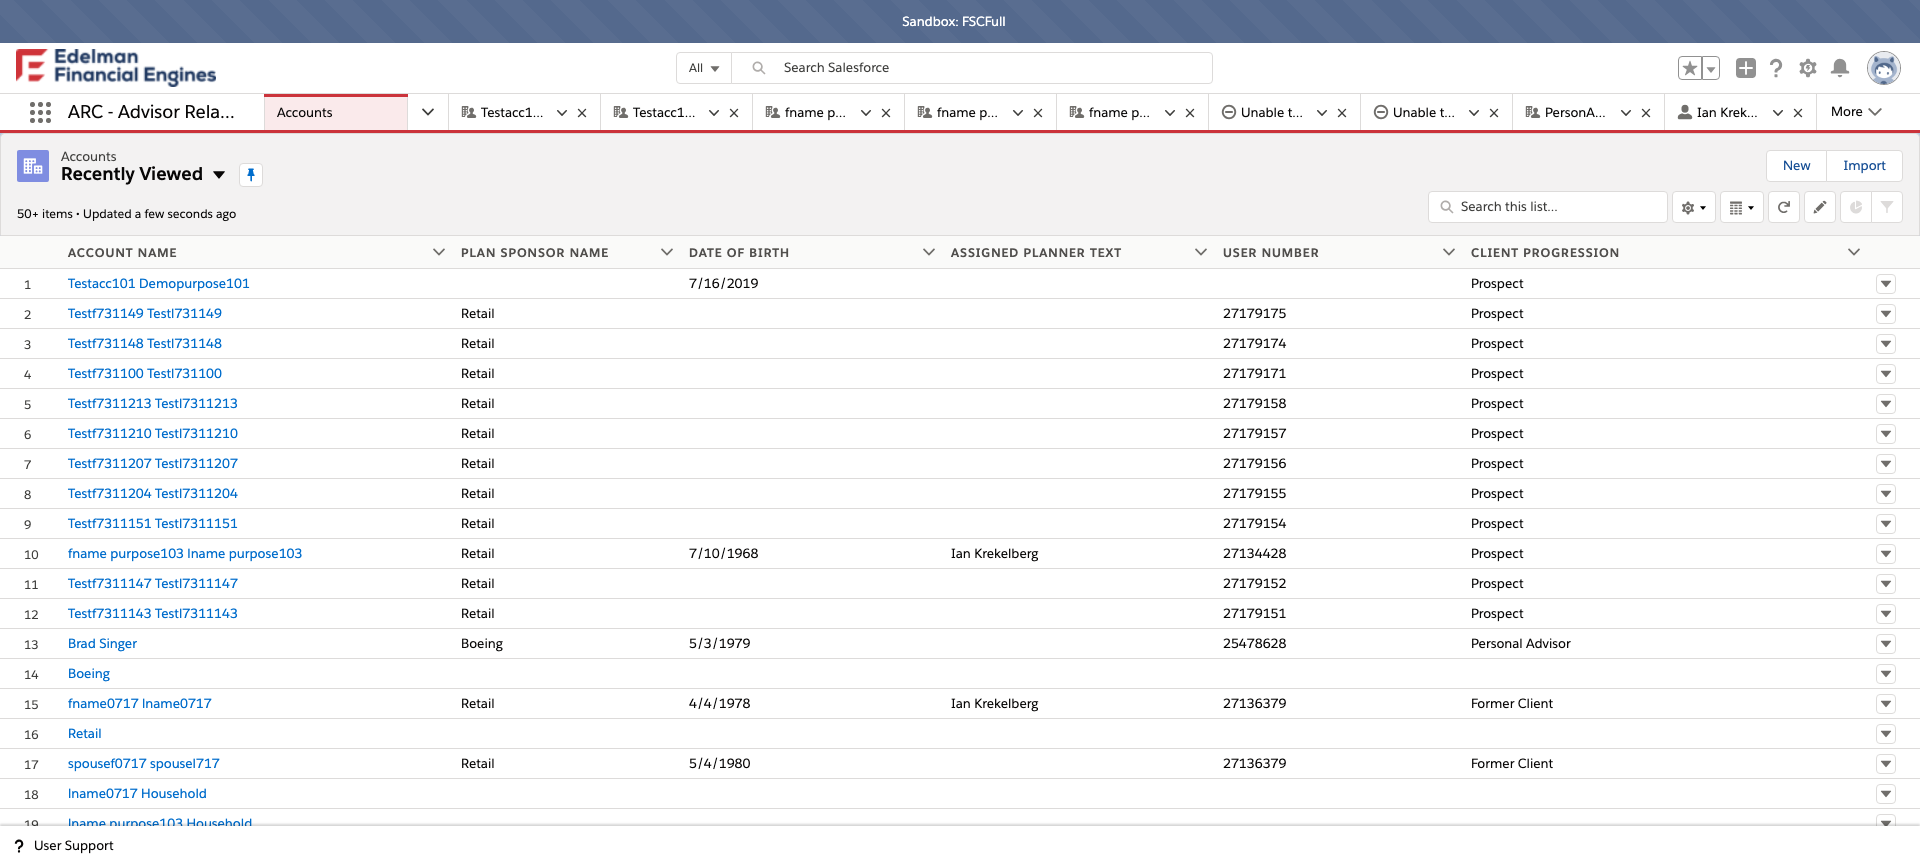 Sandbox: FSCFull
Edelman
Financial Engines
All
Search Salesforce
ARC - Advisor Rela...
Accounts
Testacc1...
Testacc1...
fname p...
fname p...
fname p...
Unable t...
Unable t...
PersonA...
Ian Krek...
More
Accounts
Recently Viewed
New
Import
50+ items • Updated a few seconds ago
Search this list...
ACCOUNT NAME PLAN SPONSOR NAME DATE OF BIRTH ASSIGNED PLANNER TEXT USER NUMBER CLIENT PROGRESSION
1 Testacc101 Demopurpose101 7/16/2019 Prospect
2 Testf731149 Testl731149 Retail 27179175 Prospect
3 Testf731148 Testl731148 Retail 27179174 Prospect
4 Testf731100 Testl731100 Retail 27179171 Prospect
5 Testf7311213 Testl7311213 Retail 27179158 Prospect
6 Testf7311210 Testl7311210 Retail 27179157 Prospect
7 Testf7311207 Testl7311207 Retail 27179156 Prospect
8 Testf7311204 Testl7311204 Retail 27179155 Prospect
9 Testf7311151 Testl7311151 Retail 27179154 Prospect
10 fname purpose103 lname purpose103 Retail 7/10/1968 Ian Krekelberg 27134428 Prospect
11 Testf7311147 Testl7311147 Retail 27179152 Prospect
12 Testf7311143 Testl7311143 Retail 27179151 Prospect
13 Brad Singer Boeing 5/3/1979 25478628 Personal Advisor
14 Boeing
15 fname0717 lname0717 Retail 4/4/1978 Ian Krekelberg 27136379 Former Client
16 Retail
17 spousef0717 spousel717 Retail 5/4/1980 27136379 Former Client
18 lname0717 Household
19 lname purpose103 Household
? User Support